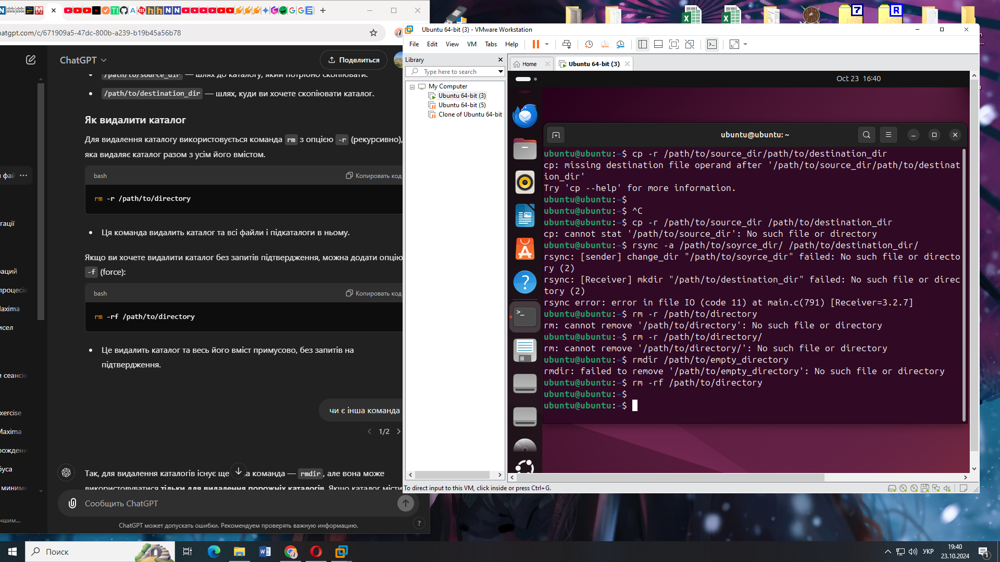 atgpt.com/c/671909a5-47dc-800b-a239-b19b45a56b78
ChatGPT
Поделиться
/path/to/source_dir — шлях до каталогу, який потрібно скопіювати.
/path/to/destination_dir — шлях, куди ви хочете скопіювати каталог.
Як видалити каталог
Для видалення каталогу використовується команда rm з опцією -r (рекурсивно),
яка видаляє каталог разом з усім його вмістом.
bash
Копировать код
rm -r /path/to/directory
Ця команда видалить каталог та всі файли і підкаталоги в ньому.
Якщо ви хочете видалити каталог без запитів підтвердження, можна додати опцію
-f (force):
bash
Копировать код
rm -rf /path/to/directory
Це видалить каталог та весь його вміст примусово, без запитів на
підтвердження.
чи є інша команда
1/2
Так, для видалення каталогів існує ще
а команда — rmdir, але вона може
використовуватися тільки для видалення порожніх каталогів. Якщо каталог місти
Сообщить ChatGPT
ChatGPT может допускать ошибки. Рекомендуем проверять важную информацию.
?
фай
гації
раций
процесів
Maxima
исел
и сеансів
xercise
Maxima
рождени
буса
миними
чшим...
Ubuntu 64-bit (3) - VMware Workstation
File
Edit
View
VM
Tabs
Help
Library
Type here to search
My Computer
Ubuntu 64-bit (3)
Ubuntu 64-bit (5)
Clone of Ubuntu 64-bit
Home
Ubuntu 64-bit (3)
Oct 23 16:40
ubuntu@ubuntu: ~
ubuntu@ubuntu:~$ cp -r /path/to/source_dir/path/to/destination_dir
cp: missing destination file operand after '/path/to/source_dir/path/to/destinat
ion_dir'
Try 'cp --help' for more information.
ubuntu@ubuntu:~$
ubuntu@ubuntu:~$ ^C
ubuntu@ubuntu:~$ cp -r /path/to/source_dir /path/to/destination_dir
cp: cannot stat '/path/to/source_dir': No such file or directory
ubuntu@ubuntu:~$ rsync -a /path/to/soyrce_dir/ /path/to/destination_dir/
rsync: [sender] change_dir "/path/to/soyrce_dir" failed: No such file or directo
ry (2)
rsync: [Receiver] mkdir "/path/to/destination_dir" failed: No such file or direc
tory (2)
rsync error: error in file IO (code 11) at main.c(791) [Receiver=3.2.7]
ubuntu@ubuntu:~$ rm -r /path/to/directory
rm: cannot remove '/path/to/directory': No such file or directory
ubuntu@ubuntu:~$ rm -r /path/to/directory/
rm: cannot remove '/path/to/directory/': No such file or directory
ubuntu@ubuntu:~$ rmdir /path/to/empty_directory
rmdir: failed to remove '/path/to/empty_directory': No such file or directory
ubuntu@ubuntu:~$ rm -rf /path/to/directory
ubuntu@ubuntu:~$
ubuntu@ubuntu:~$
To direct input to this VM, click inside or press Ctrl+G.
Поиск
УКР
19:40
23.10.2024
1